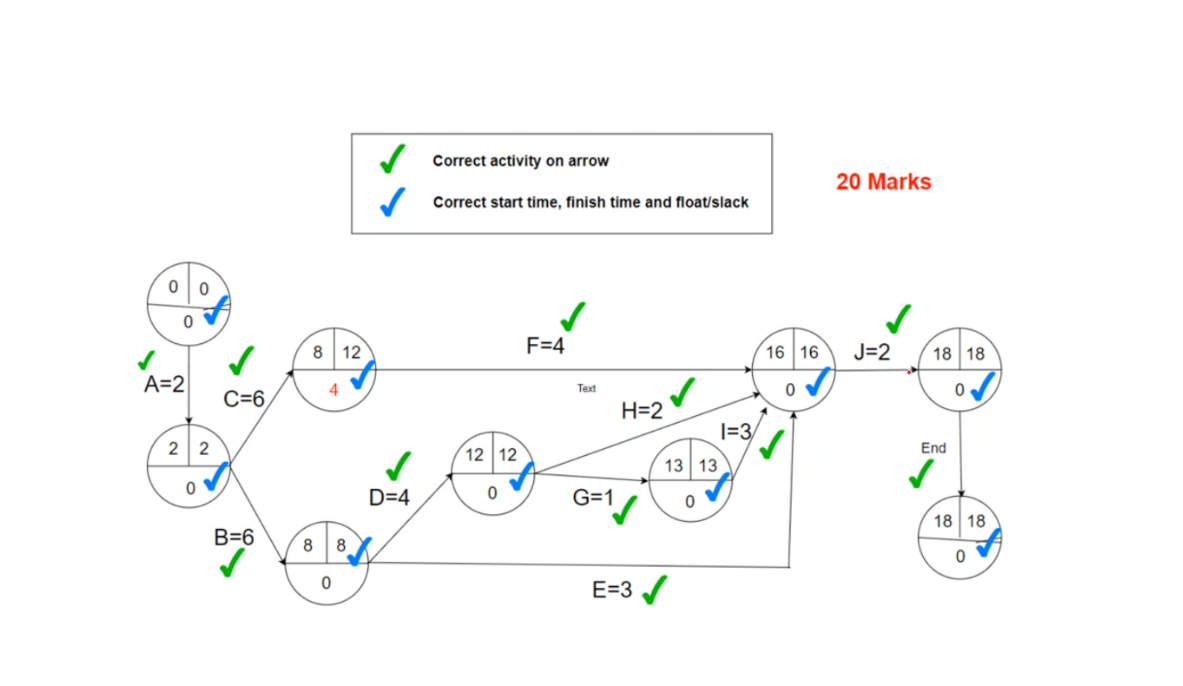 Correct activity on arrow
20 Marks
Correct start time, finish time and float/slack
0 0
0
A=2
C=6
2 2
0
B=6
8 12
4
F=4
Text
H=2
I=3
16 16
0
J=2
18 18
0
D=4
12 12
0
G=1
13 13
0
End
8 8
0
E=3
18 18
0